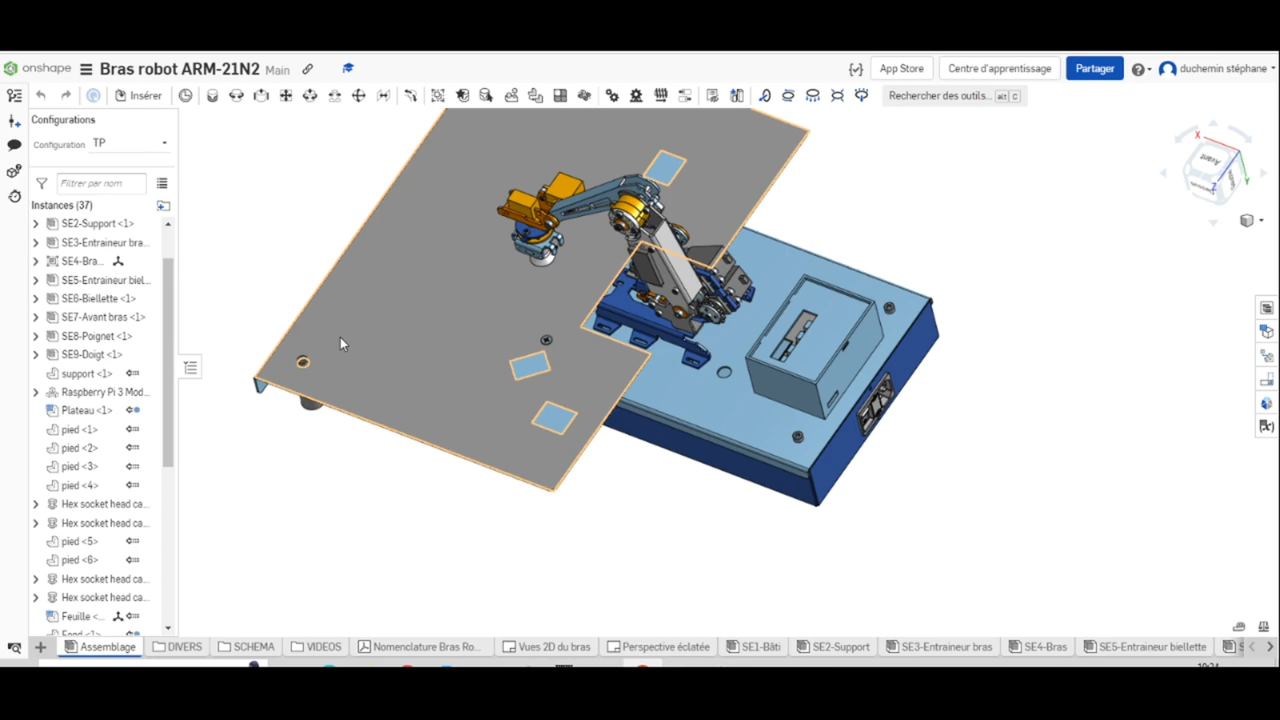 onshape Bras robot ARM-21N2 Main App Store Centre d'apprentissage Partager duchemin stéphane
Insérer Rechercher des outils... alt C
Configurations
Configuration TP
Filtrer par nom
Instances (37)
SE2-Support <1>
SE3-Entraineur bra...
SE4-Bra...
SE5-Entraineur biel...
SE6-Biellette <1>
SE7-Avant bras <1>
SE8-Poignet <1>
SE9-Doigt <1>
support <1>
Raspberry Pi 3 Mod...
Plateau <1>
pied <1>
pied <2>
pied <3>
pied <4>
Hex socket head ca...
Hex socket head ca...
pied <5>
pied <6>
Hex socket head ca...
Hex socket head ca...
Feuille <...
X
Y
Z
Avant
Assemblage DIVERS SCHEMA VIDEOS Nomenclature Bras Ro... Vues 2D du bras Perspective éclatée SE1-Bâti SE2-Support SE3-Entraineur bras SE4-Bras SE5-Entraineur biellette